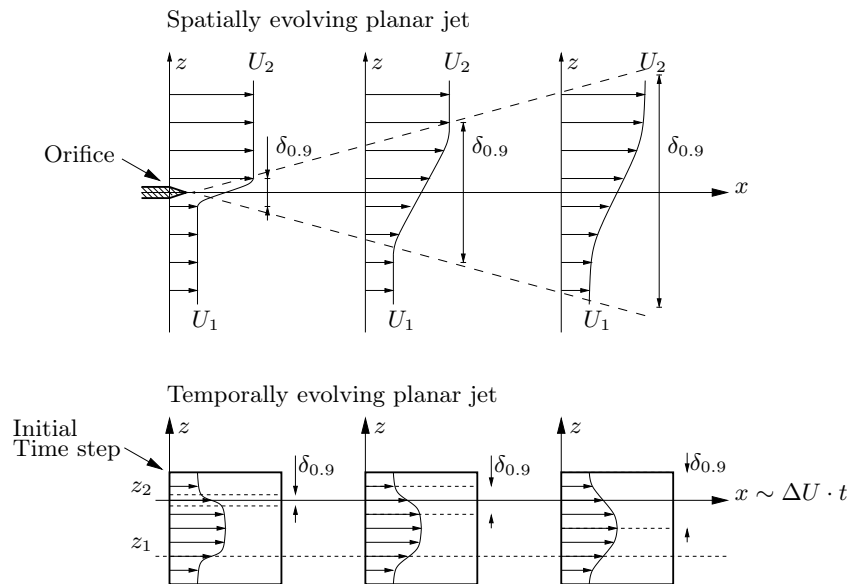 Spatially evolving planar jet
z U₂ z z U₂
Orifice
δ₀.₉ δ₀.₉ δ₀.₉
x
U₁ U₁ U₁
Temporally evolving planar jet
Initial
Time step
z z z
δ₀.₉ δ₀.₉ δ₀.₉
z₂
x ∼ ΔU · t
z₁